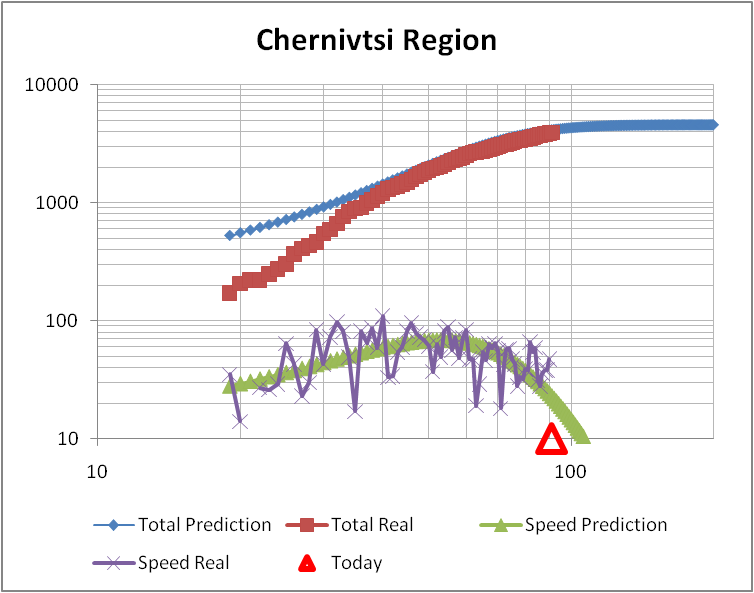 Chernivtsi Region
10000
1000
100
10
10 100
Total Prediction Total Real Speed Prediction
Speed Real Today